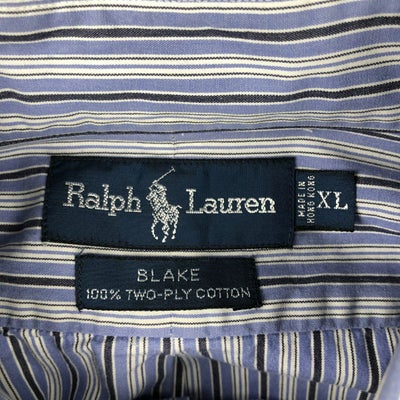 Ralph Lauren
MADE IN
HONG KONG
XL
BLAKE
100% TWO-PLY COTTON